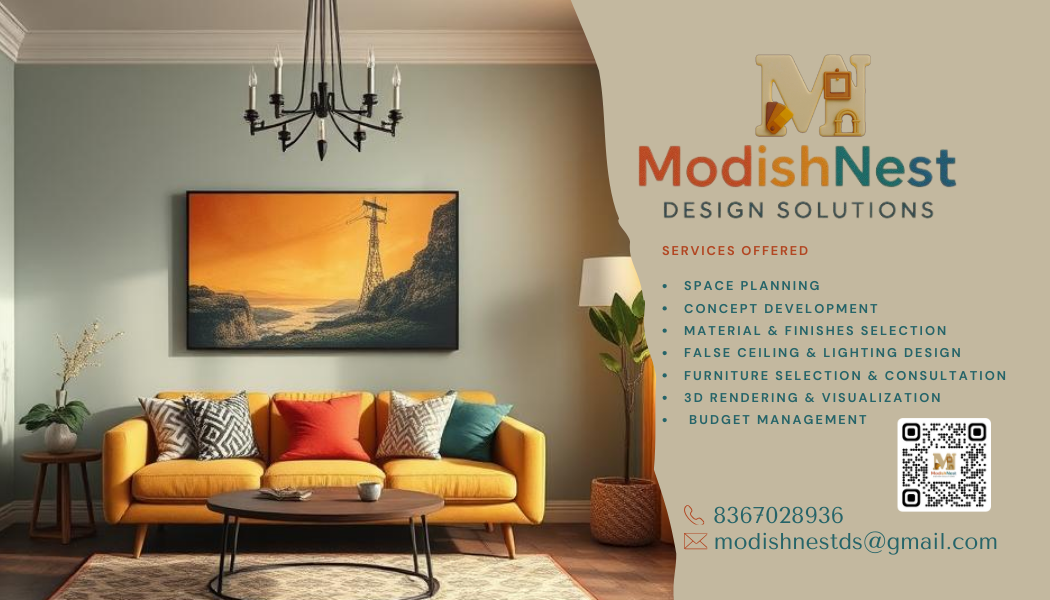 ModishNest
DESIGN SOLUTIONS
SERVICES OFFERED
• SPACE PLANNING
• CONCEPT DEVELOPMENT
• MATERIAL & FINISHES SELECTION
• FALSE CEILING & LIGHTING DESIGN
• FURNITURE SELECTION & CONSULTATION
• 3D RENDERING & VISUALIZATION
• BUDGET MANAGEMENT
8367028936
modishnestds@gmail.com